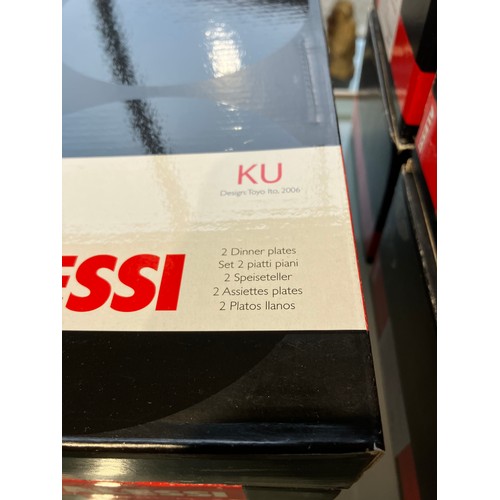 KU
Design: Toyo Ito, 2006
ESSI
2 Dinner plates
Set 2 piatti piani
2 Speiseteller
2 Assiettes plates
2 Platos llanos